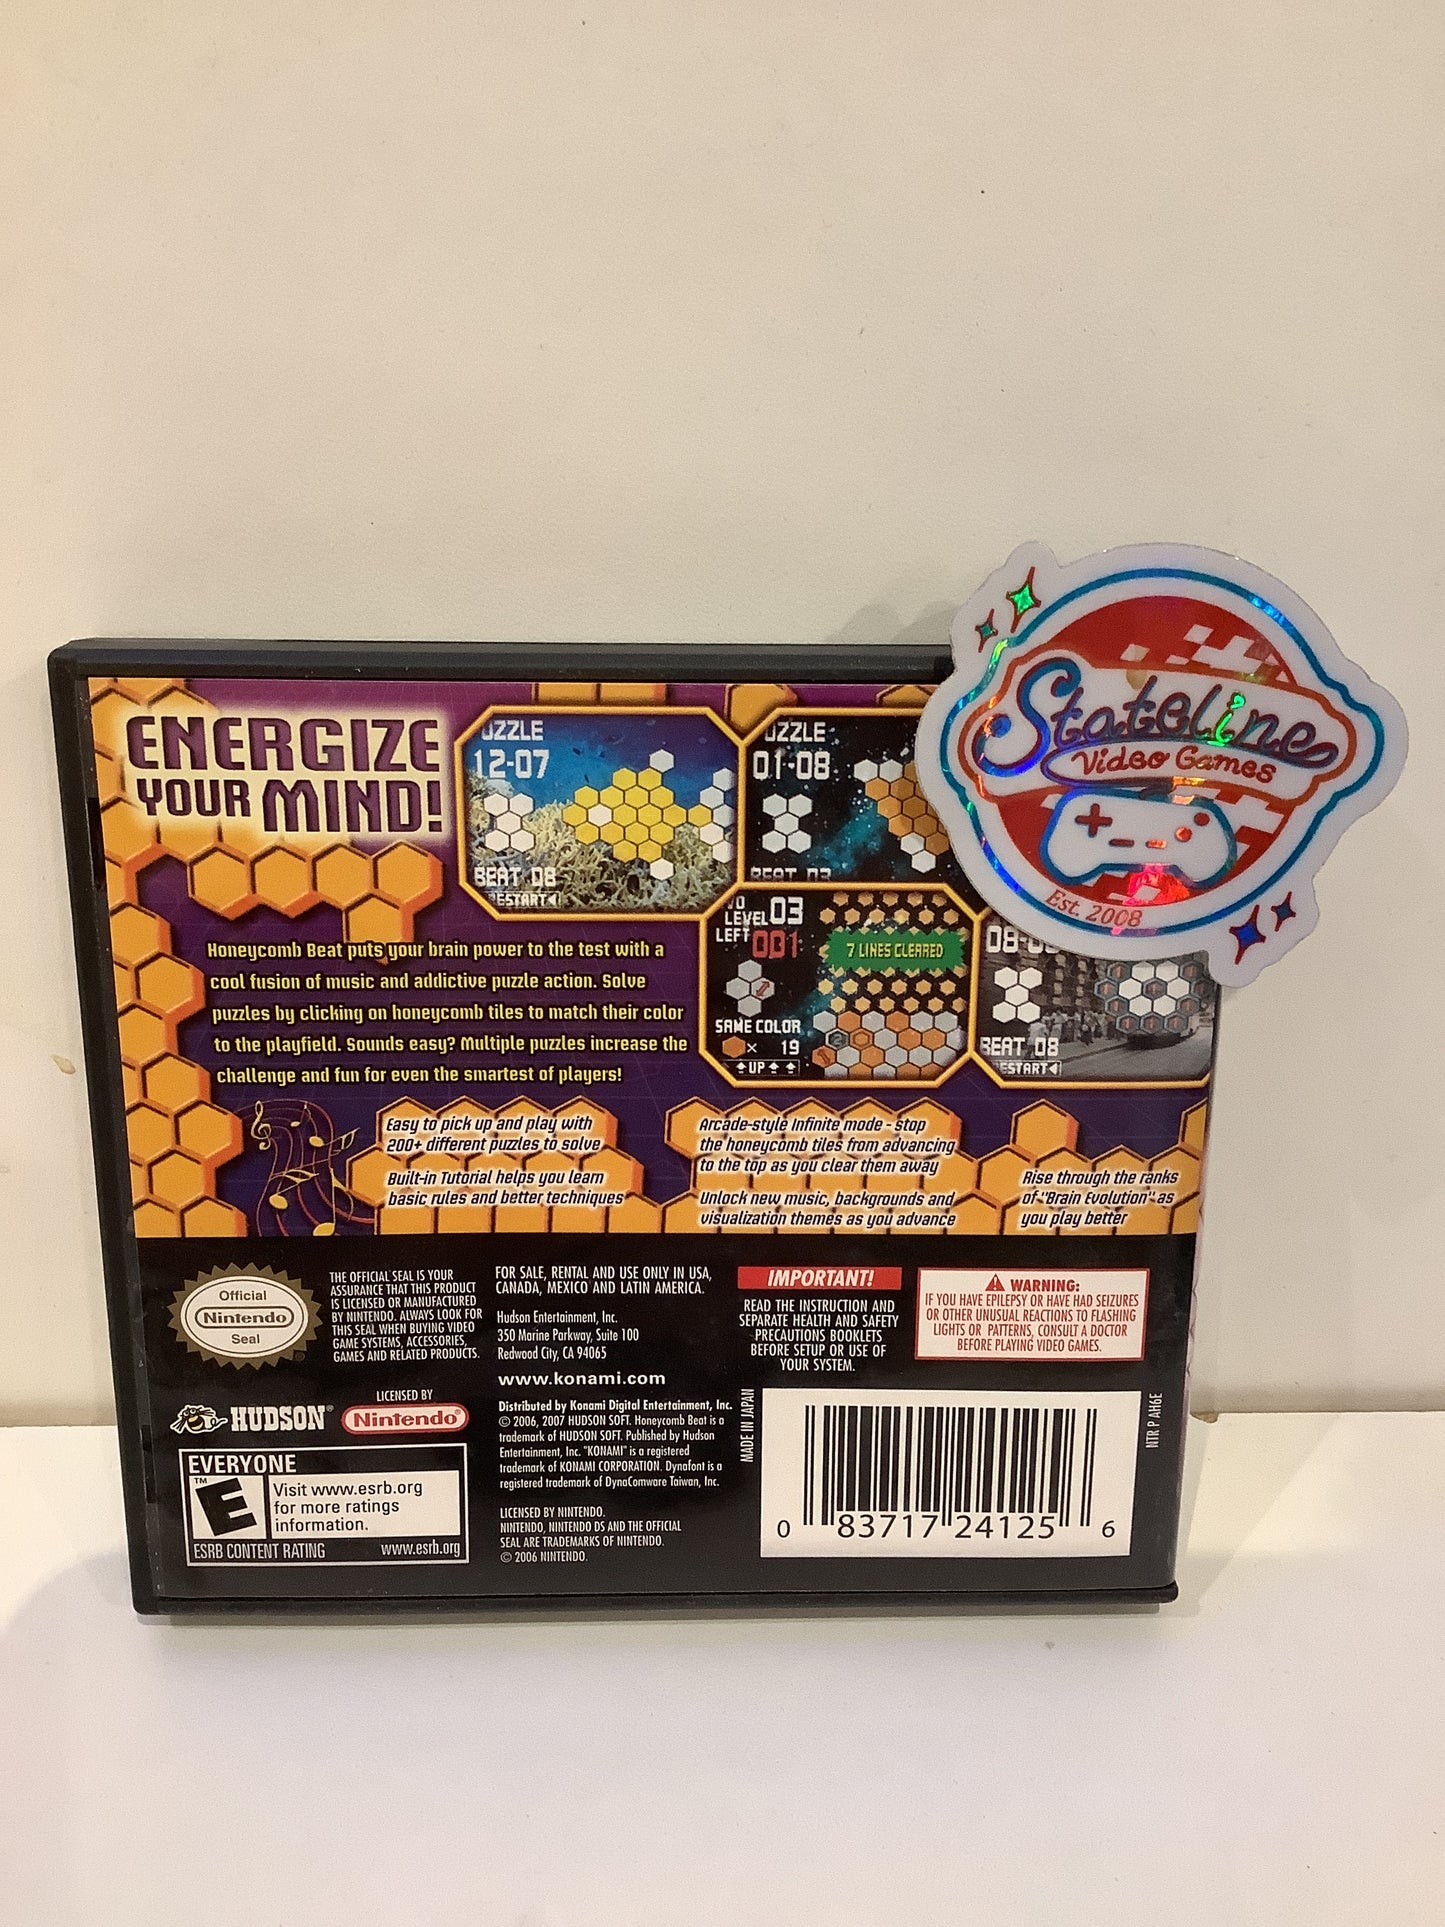 Stateline
Video Games
Est. 2008
ENERGIZE
YOUR MIND!
UZZLE
12-07
BEAT 08
ESTART
UZZLE
01-08
LEVEL 03
LEFT 001
7 LINES CLEARED
SAME COLOR
× 19
UP
BEAT 08
ESTART
Honeycomb Beat puts your brain power to the test with a
cool fusion of music and addictive puzzle action. Solve
puzzles by clicking on honeycomb tiles to match their color
to the playfield. Sounds easy? Multiple puzzles increase the
challenge and fun for even the smartest of players!
Easy to pick up and play with
200+ different puzzles to solve
Built-in Tutorial helps you learn
basic rules and better techniques
Arcade-style Infinite mode - stop
the honeycomb tiles from advancing
to the top as you clear them away
Unlock new music, backgrounds and
visualization themes as you advance
Rise through the ranks
of "Brain Evolution" as
you play better
Official
Nintendo
Seal
THE OFFICIAL SEAL IS YOUR
ASSURANCE THAT THIS PRODUCT
IS LICENSED OR MANUFACTURED
BY NINTENDO. ALWAYS LOOK FOR
THIS SEAL WHEN BUYING VIDEO
GAME SYSTEMS, ACCESSORIES,
GAMES AND RELATED PRODUCTS.
FOR SALE, RENTAL AND USE ONLY IN USA,
CANADA, MEXICO AND LATIN AMERICA.
Hudson Entertainment, Inc.
350 Marine Parkway, Suite 100
Redwood City, CA 94065
www.konami.com
Distributed by Konami Digital Entertainment, Inc.
© 2006, 2007 HUDSON SOFT. Honeycomb Beat is a
trademark of HUDSON SOFT. Published by Hudson
Entertainment, Inc. "KONAMI" is a registered
trademark of KONAMI CORPORATION. Dynafont is a
registered trademark of DynaComware Taiwan, Inc.
LICENSED BY NINTENDO.
NINTENDO, NINTENDO DS AND THE OFFICIAL
SEAL ARE TRADEMARKS OF NINTENDO.
© 2006 NINTENDO.
IMPORTANT!
READ THE INSTRUCTION AND
SEPARATE HEALTH AND SAFETY
PRECAUTIONS BOOKLETS
BEFORE SETUP OR USE OF
YOUR SYSTEM.
WARNING:
IF YOU HAVE EPILEPSY OR HAVE HAD SEIZURES
OR OTHER UNUSUAL REACTIONS TO FLASHING
LIGHTS OR PATTERNS, CONSULT A DOCTOR
BEFORE PLAYING VIDEO GAMES.
HUDSON®
LICENSED BY
Nintendo®
EVERYONE
E
TM
Visit www.esrb.org
for more ratings
information.
ESRB CONTENT RATING www.esrb.org
MADE IN JAPAN
0 83717 24125 6
NTR P AH6E